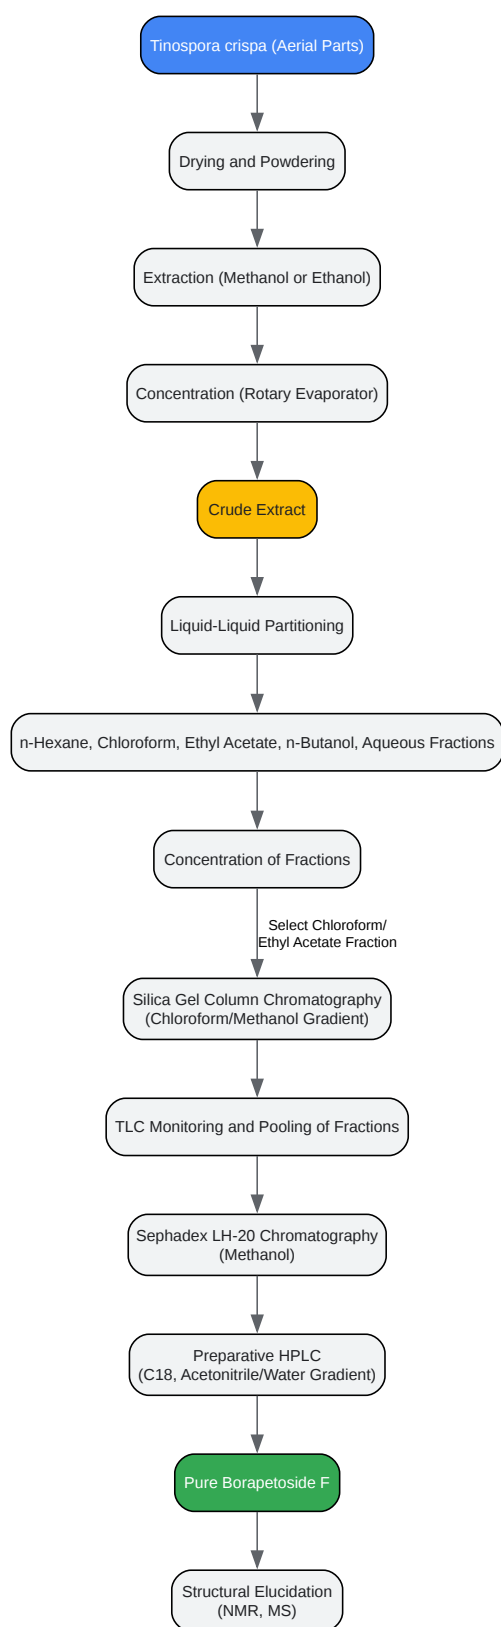 Tinospora crispa (Aerial Parts)
Drying and Powdering
Extraction (Methanol or Ethanol)
Concentration (Rotary Evaporator)
Crude Extract
Liquid-Liquid Partitioning
n-Hexane, Chloroform, Ethyl Acetate, n-Butanol, Aqueous Fractions
Concentration of Fractions
Select Chloroform/
Ethyl Acetate Fraction
Silica Gel Column Chromatography
(Chloroform/Methanol Gradient)
TLC Monitoring and Pooling of Fractions
Sephadex LH-20 Chromatography
(Methanol)
Preparative HPLC
(C18, Acetonitrile/Water Gradient)
Pure Borapetoside F
Structural Elucidation
(NMR, MS)